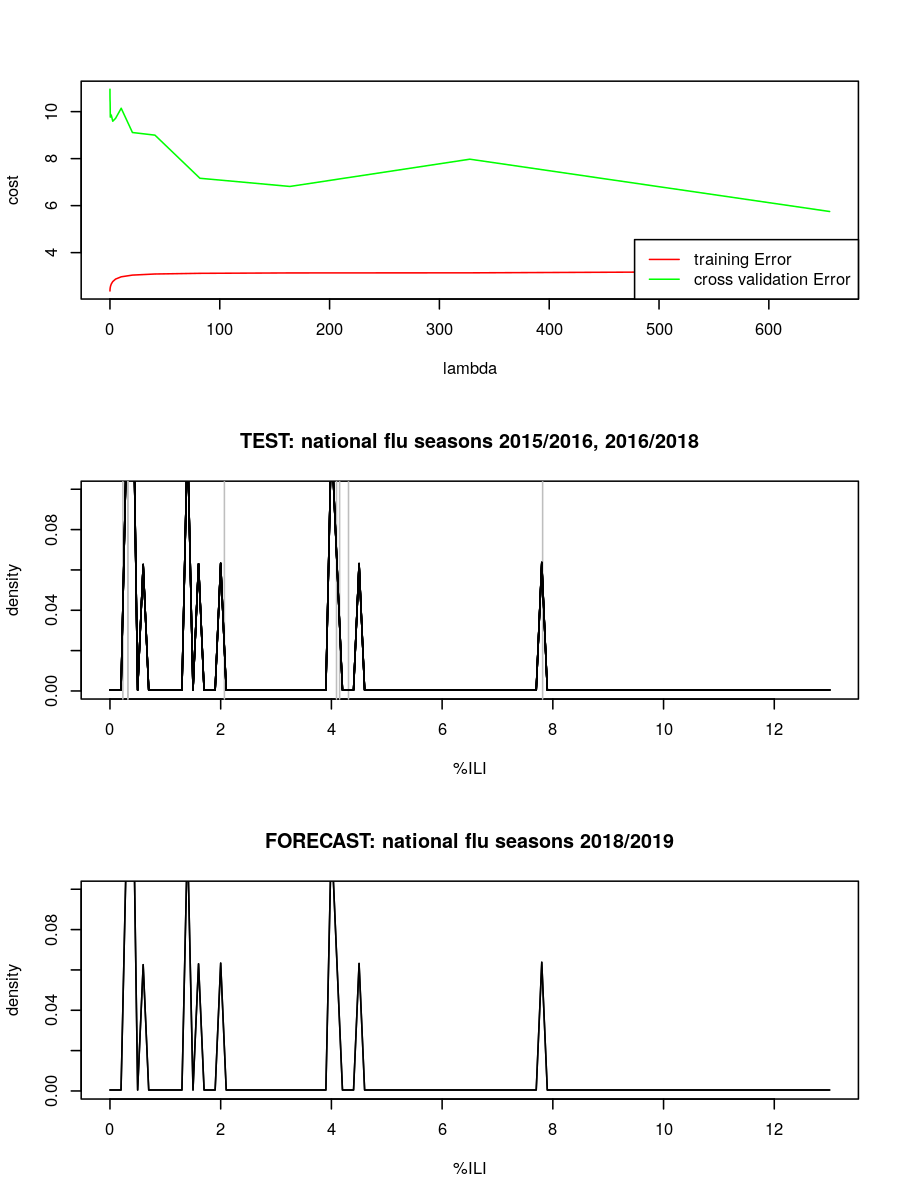 10
8
6
4
cost
training Error
cross validation Error
0 100 200 300 400 500 600
lambda
TEST: national flu seasons 2015/2016, 2016/2018
0.08
0.04
0.00
density
0 2 4 6 8 10 12
%ILI
FORECAST: national flu seasons 2018/2019
0.08
0.04
0.00
density
0 2 4 6 8 10 12
%ILI